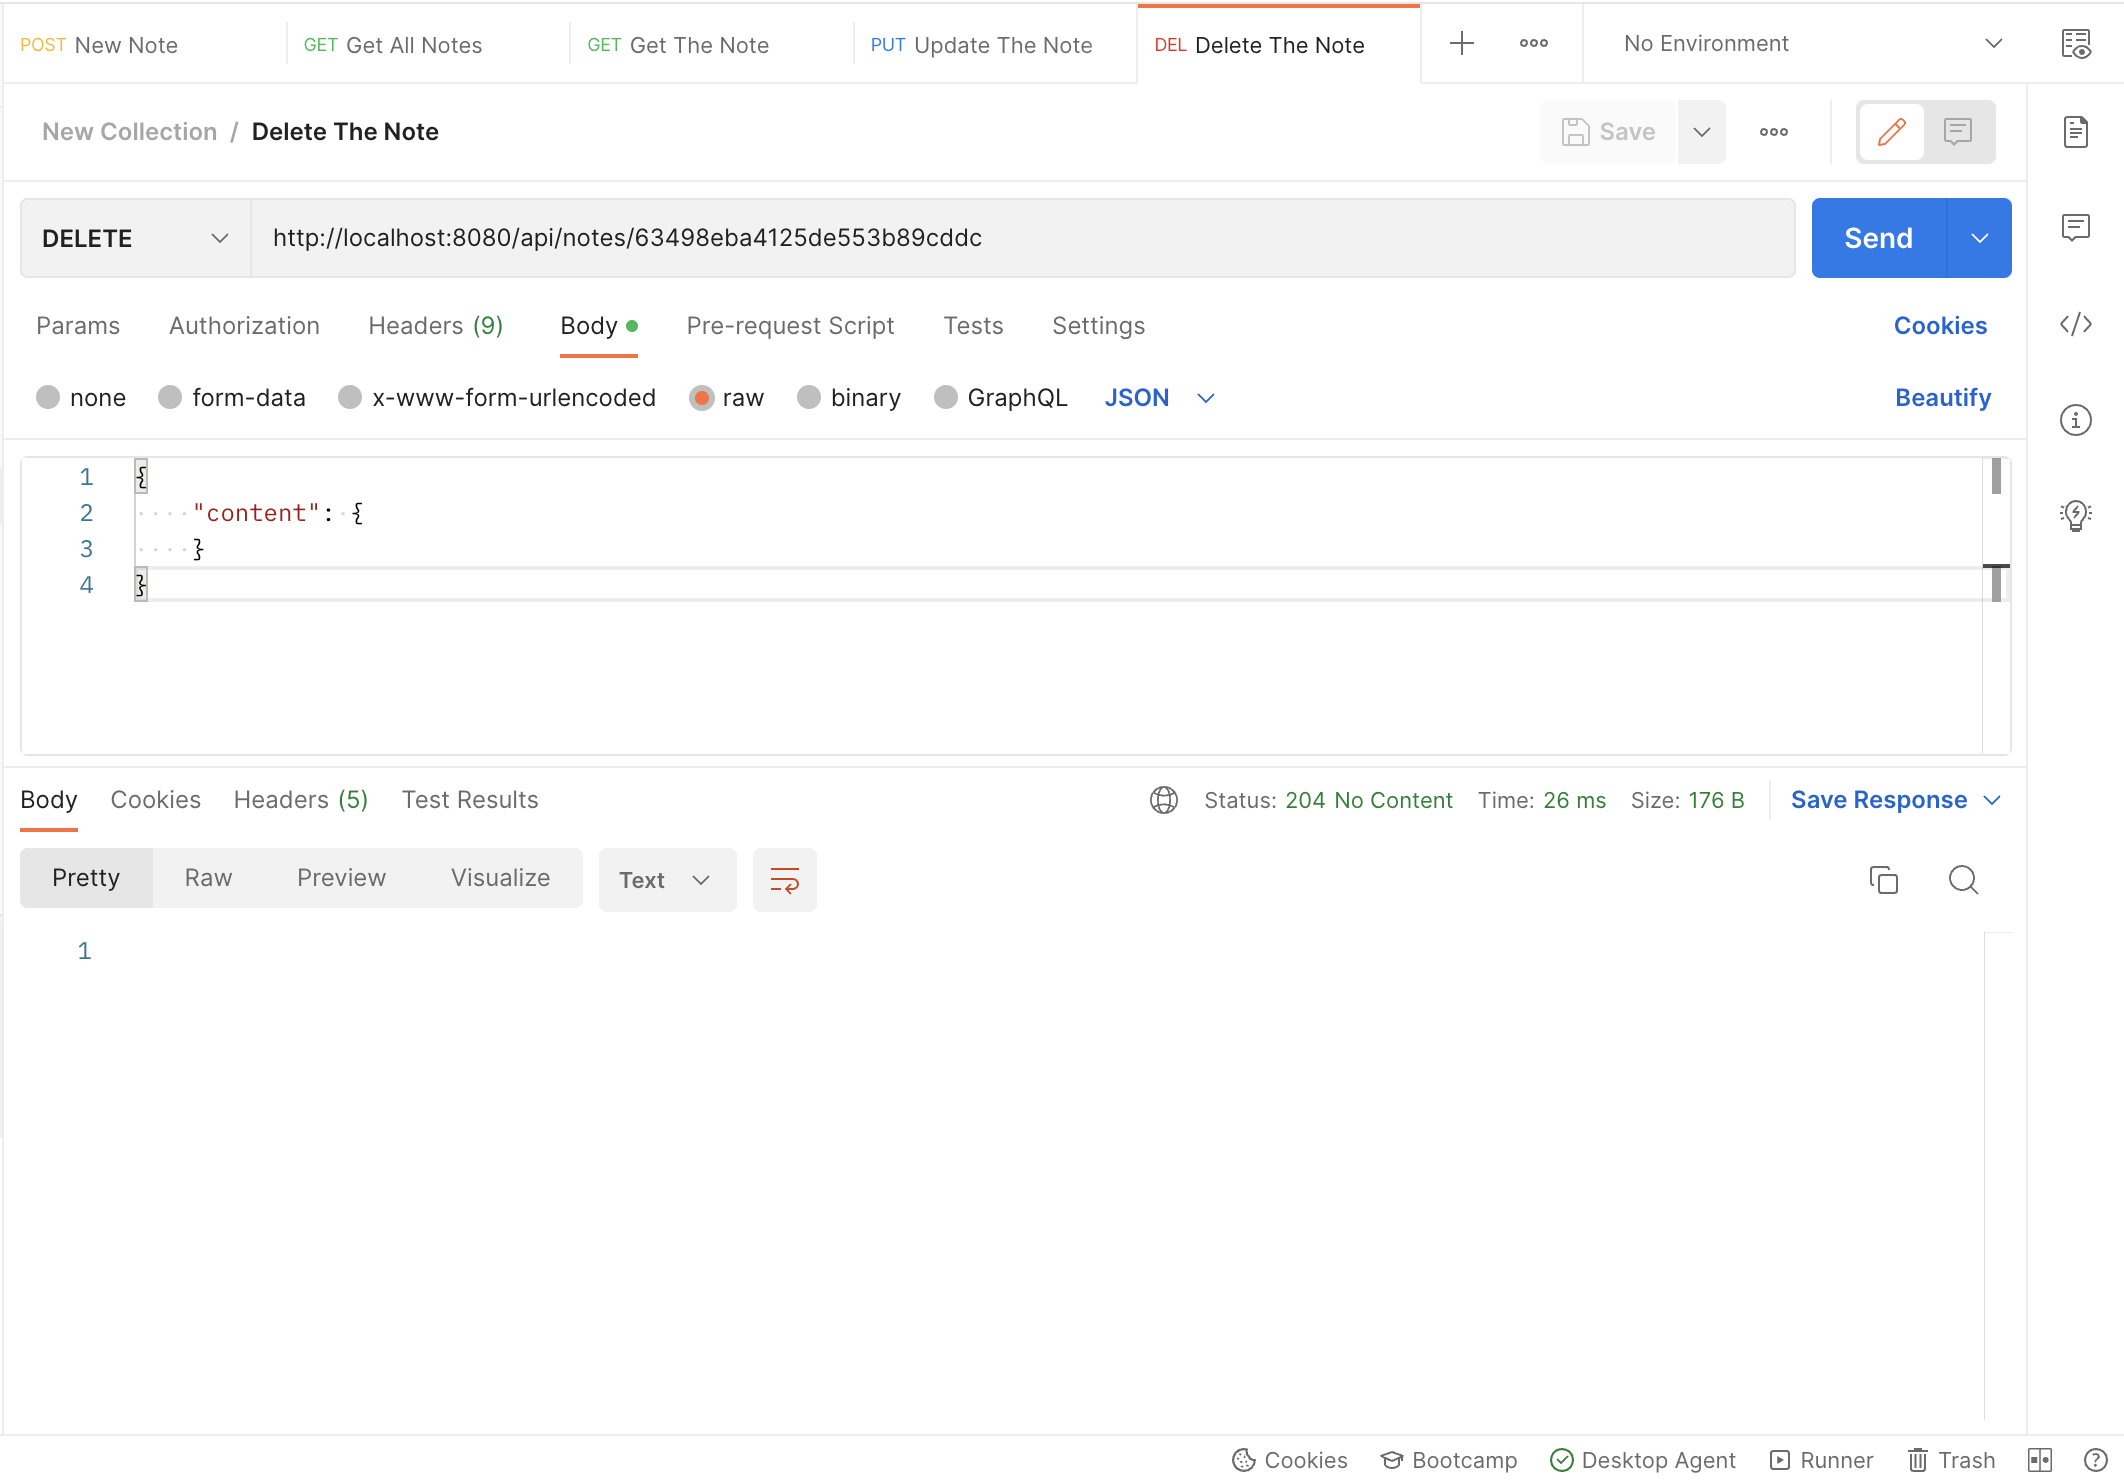 POST New Note GET Get All Notes GET Get The Note PUT Update The Note DEL Delete The Note No Environment
New Collection / Delete The Note Save
DELETE http://localhost:8080/api/notes/63498eba4125de553b89cddc Send
Params Authorization Headers (9) Body Pre-request Script Tests Settings Cookies
none form-data x-www-form-urlencoded raw binary GraphQL JSON Beautify
1 {
2 "content": {
3 }
4 }
Body Cookies Headers (5) Test Results Status: 204 No Content Time: 26 ms Size: 176 B Save Response
Pretty Raw Preview Visualize Text
1
Cookies Bootcamp Desktop Agent Runner Trash